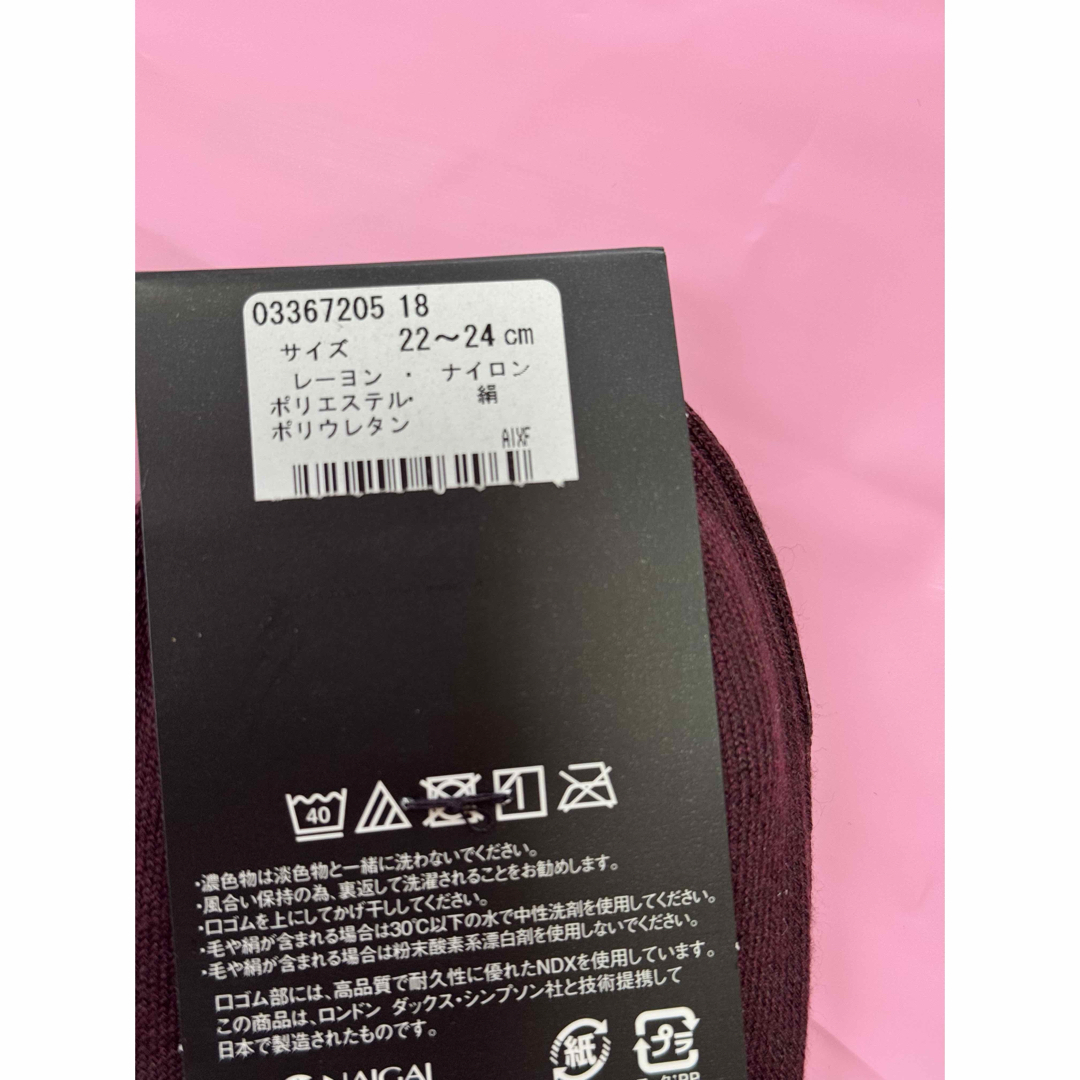 03367205 18
サイズ 22～24 cm
レーヨン ・ ナイロン
ポリエステル・ 絹
ポリウレタン
AIXF
40
・濃色物は淡色物と一緒に洗わないでください。
・風合い保持の為、裏返して洗濯されることをお勧めします。
・口ゴムを上にしてかげ干ししてください。
・毛や絹が含まれる場合は30℃以下の水で中性洗剤を使用してください。
・毛や絹が含まれる場合は粉末酸素系漂白剤を使用しないでください。
口ゴム部には、高品質で耐久性に優れたNDXを使用しています。
この商品は、ロンドン ダックス・シンプソン社と技術提携して
日本で製造されたものです。
NAIGAI
紙
プラ